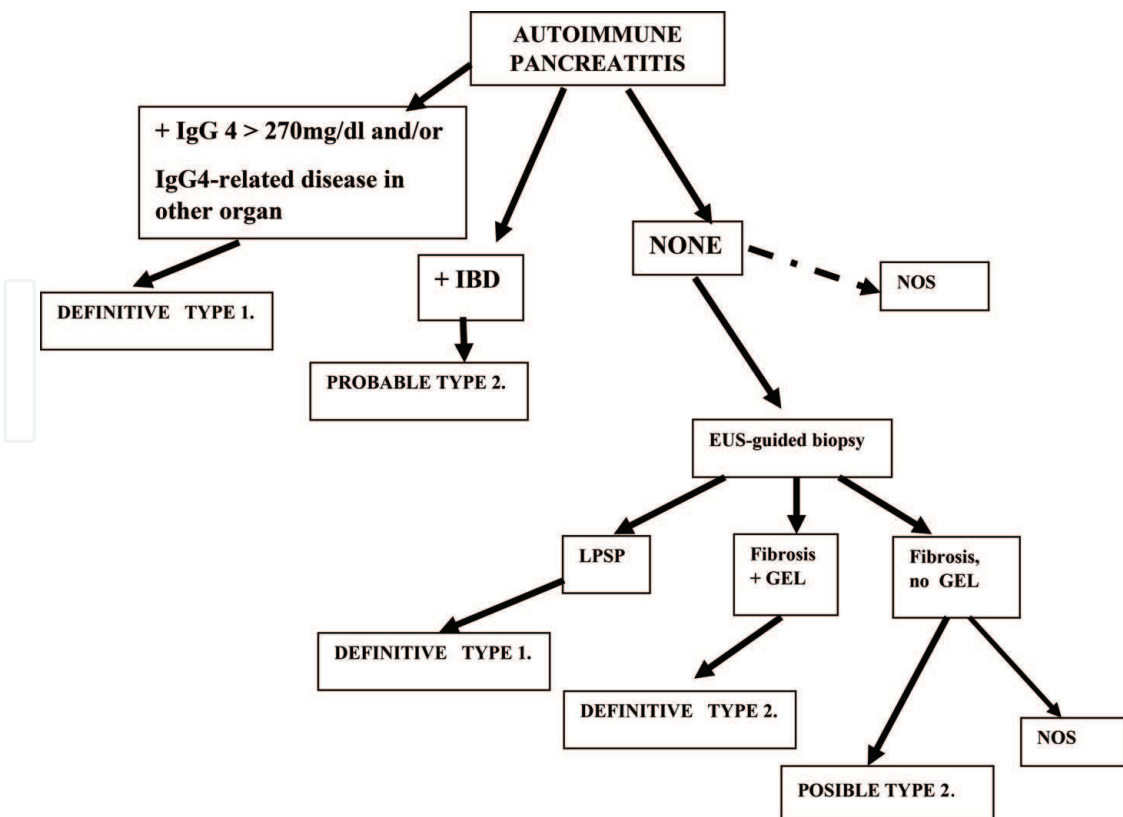 AUTOIMMUNE
PANCREATITIS
+ IgG 4 > 270mg/dl and/or
IgG4-related disease in
other organ
NONE
+ IBD
NOS
DEFINITIVE TYPE 1.
PROBABLE TYPE 2.
EUS-guided biopsy
LPSP
Fibrosis
+ GEL
Fibrosis,
no GEL
DEFINITIVE TYPE 1.
DEFINITIVE TYPE 2.
NOS
POSIBLE TYPE 2.